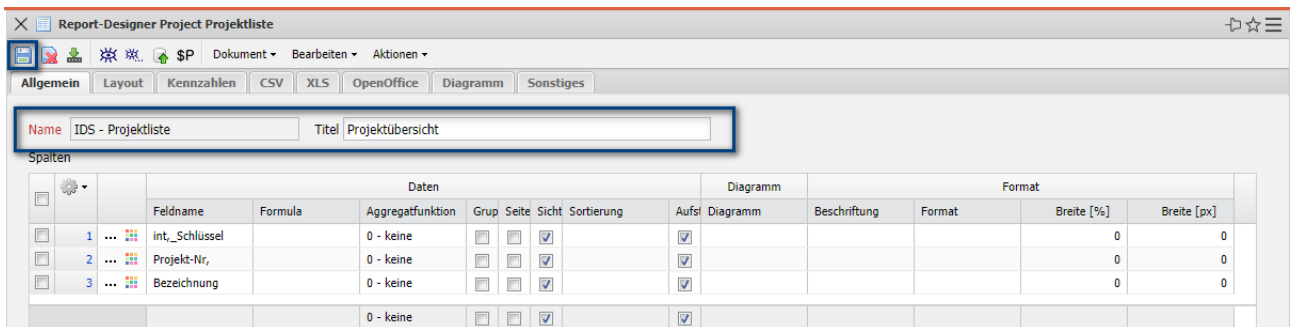 Report-Designer Project Projektliste
$P Dokument Bearbeiten Aktionen
Allgemein Layout Kennzahlen CSV XLS OpenOffice Diagramm Sonstiges
Name IDS - Projektliste Titel Projektübersicht
Spalten
Daten Diagramm Format
Feldname Formula Aggregatfunktion Grup Seite Sicht Sortierung Aufst Diagramm Beschriftung Format Breite [%] Breite [px]
1 ... int,_Schlüssel 0 - keine 0 0
2 ... Projekt-Nr, 0 - keine 0 0
3 ... Bezeichnung 0 - keine 0 0
0 - keine